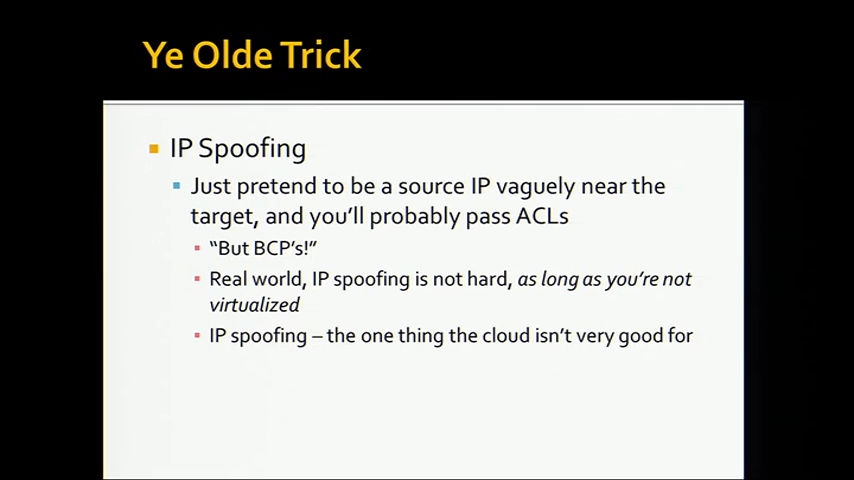 Ye Olde Trick
IP Spoofing
Just pretend to be a source IP vaguely near the
target, and you'll probably pass ACLs
"But BCP's!"
Real world, IP spoofing is not hard, as long as you're not
virtualized
IP spoofing – the one thing the cloud isn't very good for